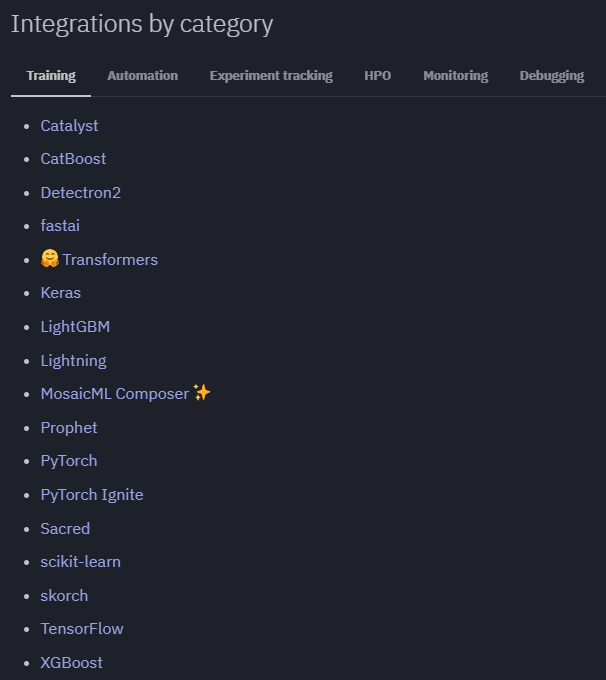 Integrations by category
Training Automation Experiment tracking HPO Monitoring Debugging
Catalyst
CatBoost
Detectron2
fastai
🤗 Transformers
Keras
LightGBM
Lightning
MosaicML Composer ✨
Prophet
PyTorch
PyTorch Ignite
Sacred
scikit-learn
skorch
TensorFlow
XGBoost